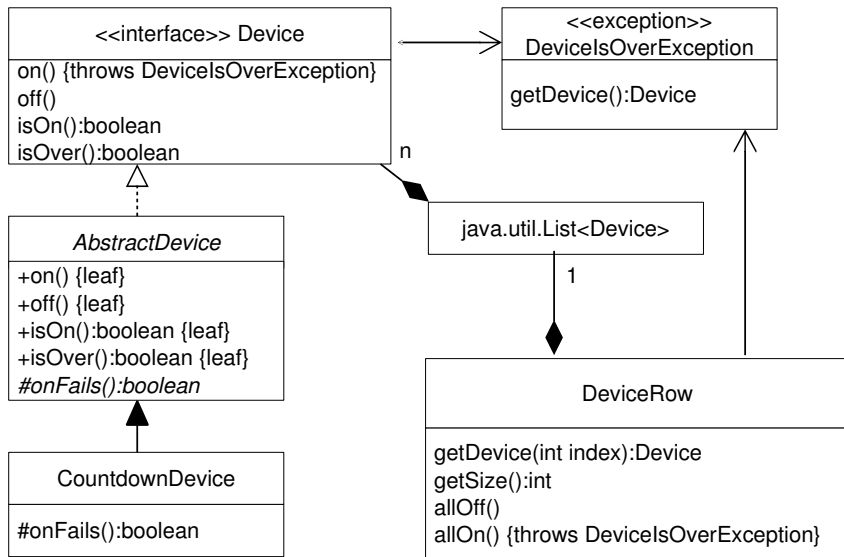 <<interface>> Device
on() {throws DeviceIsOverException}
off()
isOn():boolean
isOver():boolean
<<exception>>
DeviceIsOverException
getDevice():Device
n
java.util.List<Device>
1
AbstractDevice
+on() {leaf}
+off() {leaf}
+isOn():boolean {leaf}
+isOver():boolean {leaf}
#onFails():boolean
CountdownDevice
#onFails():boolean
DeviceRow
getDevice(int index):Device
getSize():int
allOff()
allOn() {throws DeviceIsOverException}